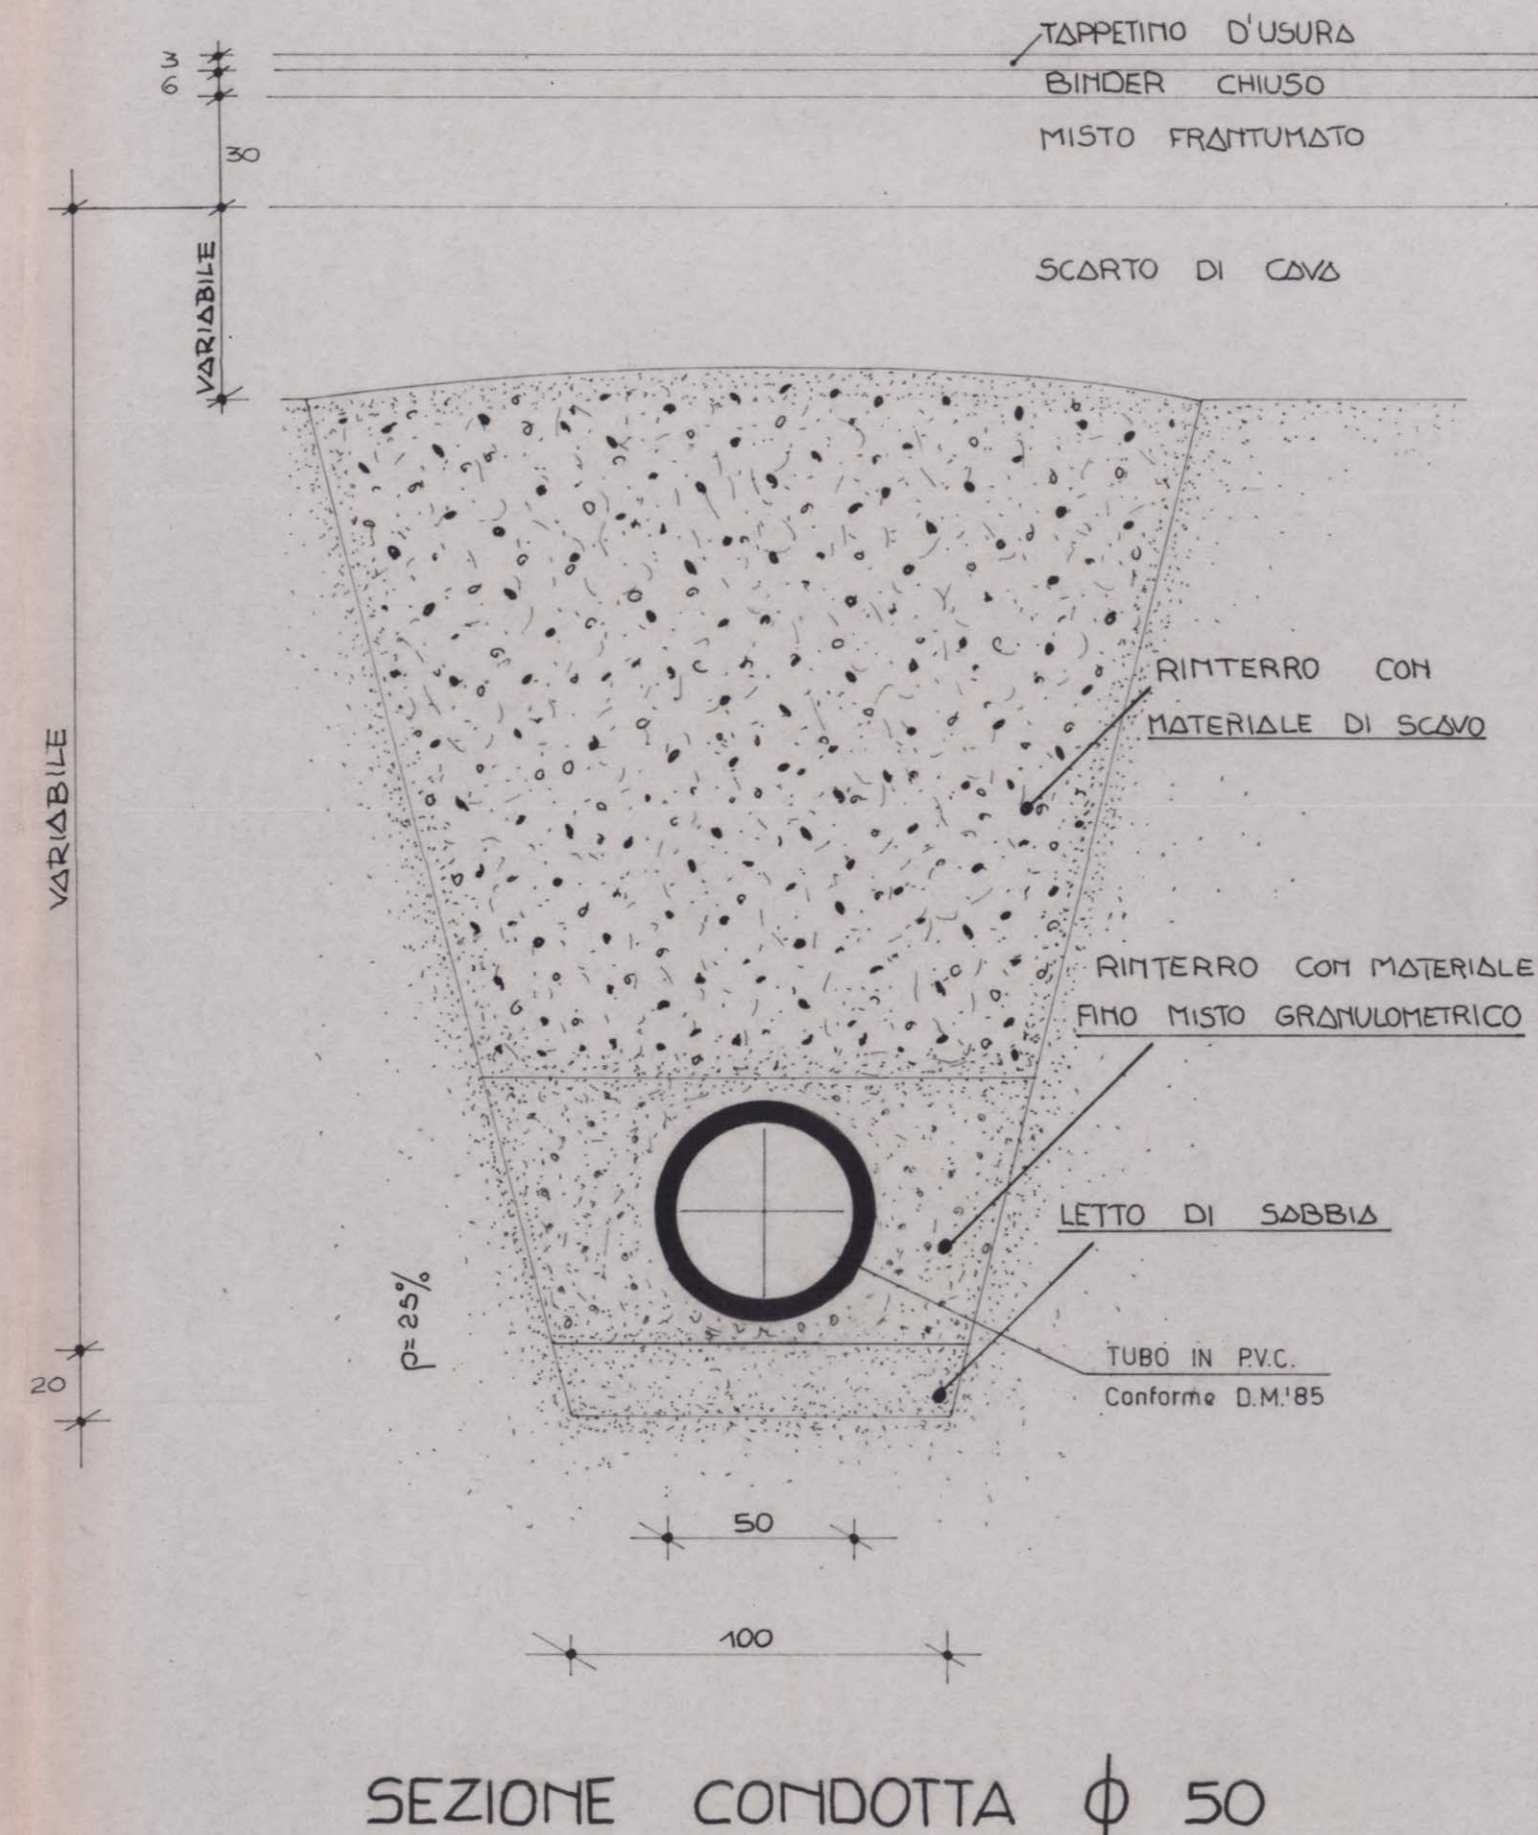 TAPPETINO D'USURA
3
6
BINDER CHIUSO
30
MISTO FRANTUMATO
VARIABILE
SCARTO DI CAVA
VARIABILE
RINTERRO CON
MATERIALE DI SCAVO
RINTERRO CON MATERIALE
FINO MISTO GRANULOMETRICO
LETTO DI SABBIA
p=25%
20
TUBO IN P.V.C.
Conforme D.M.'85
50
100
SEZIONE CONDOTTA ϕ 50